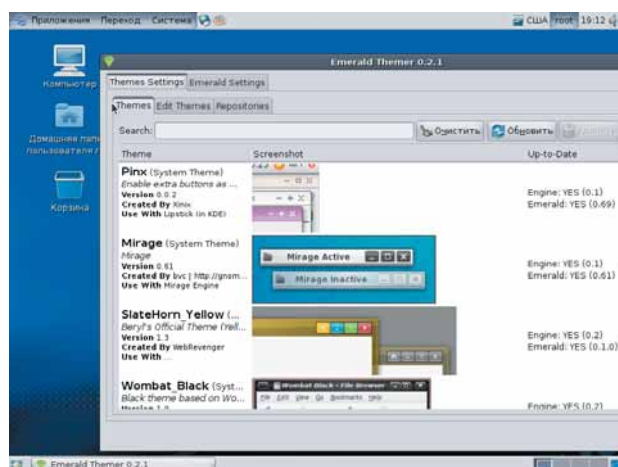 Приложения Переход Система США root 19:12
Emerald Themer 0.2.1
Компьютер
Themes Settings Emerald Settings
Themes Edit Themes Repositories
Домашняя папка
пользователя r
Search: Очистить Обновить
Theme Screenshot Up-to-Date
Корзина
Pinx (System Theme)
Enable extra buttons as ...
Version 0.0.2
Created By Xinix
Use With Lipstick (in KDE)
Engine: YES (0.1)
Emerald: YES (0.69)
Mirage (System Theme)
Mirage
Version 0.61
Created By bvc | http://gnom...
Use With Mirage Engine
Mirage Active
Mirage Inactive
Engine: YES (0.1)
Emerald: YES (0.61)
SlateHorn_Yellow (...
Beryl's Official Theme (Yell...
Version 1.3
Created By WebRevenger
Use With ...
Engine: YES (0.2)
Emerald: YES (0.1.0)
Wombat_Black (Syst...
Black theme based on Wo...
Version 1.0
Wombat Black - File Browser
File Edit View Go Bookmarks Help
Engine: YES (0.2)
Emerald Themer 0.2.1